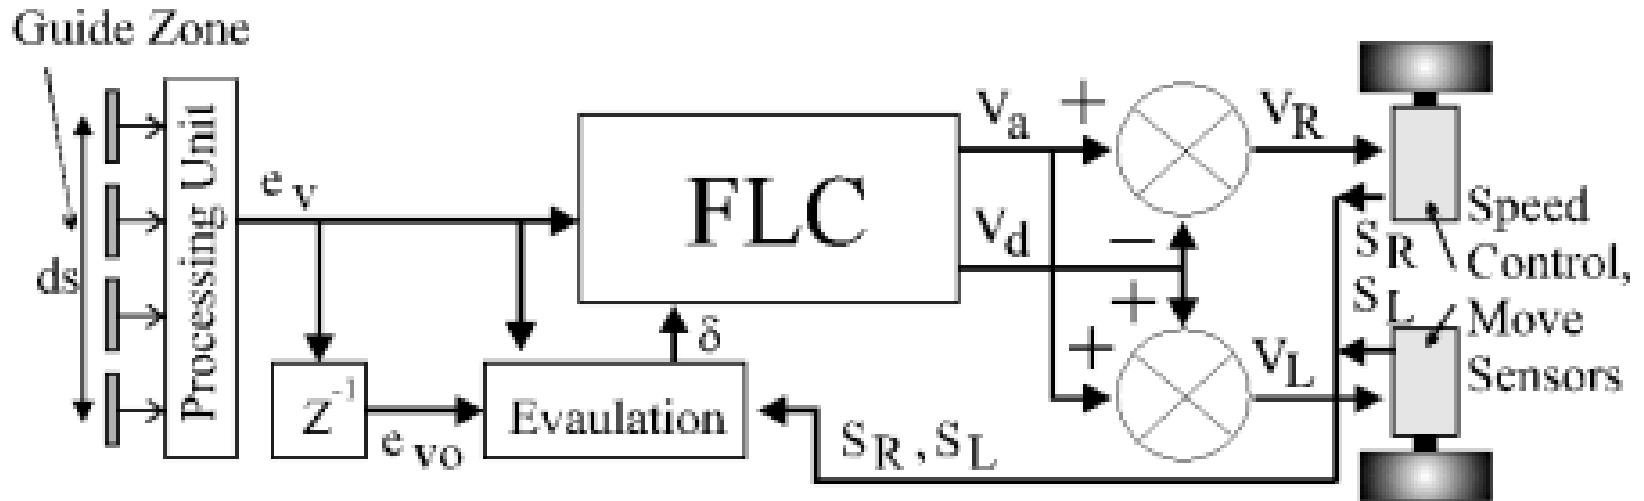 Guide Zone
ds
Processing Unit
e v
Z -1
e vo
Evaulation
δ
FLC
V a
V d
+
−
+
+
V R
V L
S R
S L
S R , S L
Speed
Control,
Move
Sensors